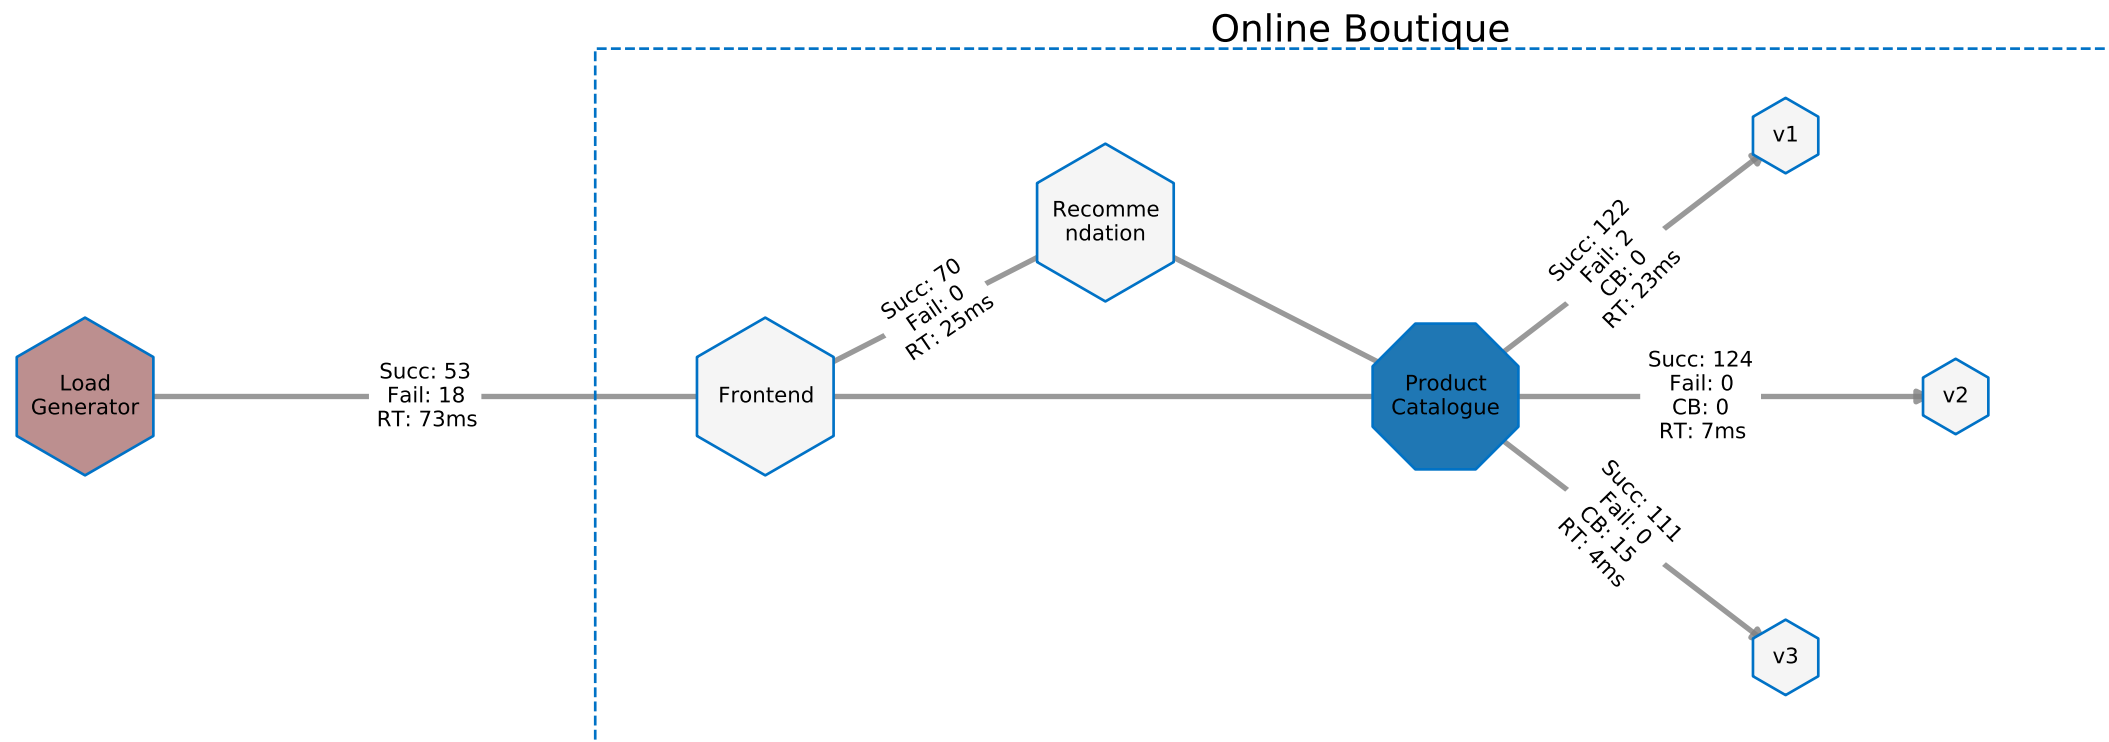 Online Boutique
Load
Generator
Succ: 53
Fail: 18
RT: 73ms
Frontend
Succ: 70
Fail: 0
RT: 25ms
Recomme
ndation
Product
Catalogue
Succ: 122
Fail: 2
CB: 0
RT: 23ms
v1
Succ: 124
Fail: 0
CB: 0
RT: 7ms
v2
Succ: 111
Fail: 0
CB: 15
RT: 4ms
v3